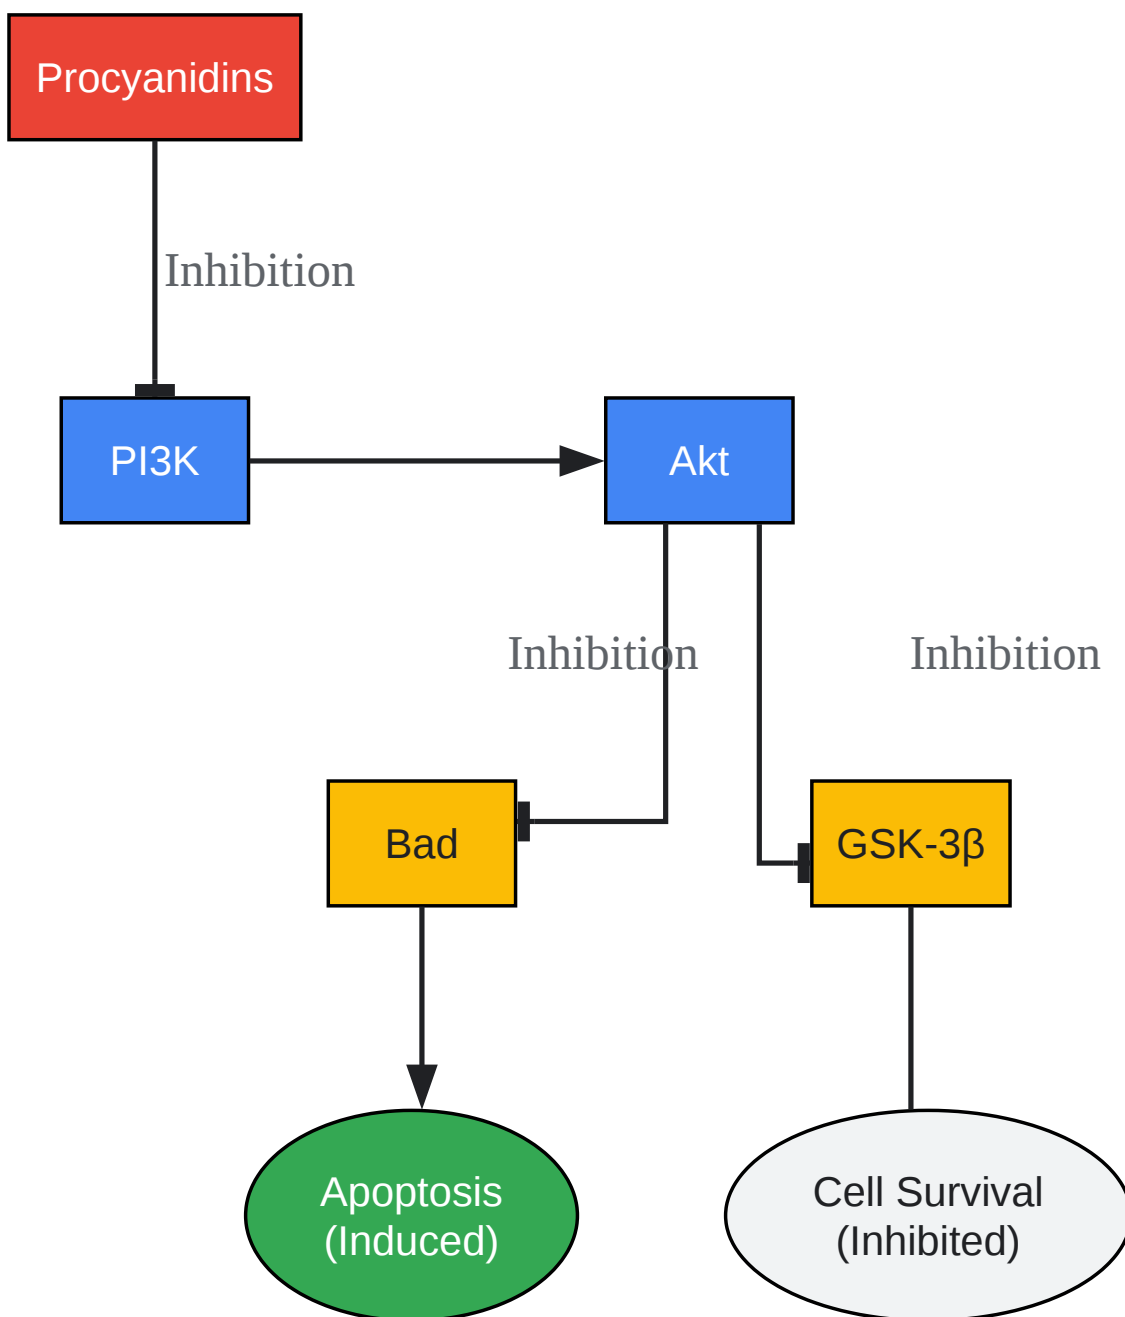 Procyanidins
Inhibition
PI3K
Akt
Inhibition
Inhibition
Bad
GSK-3β
Apoptosis
(Induced)
Cell Survival
(Inhibited)